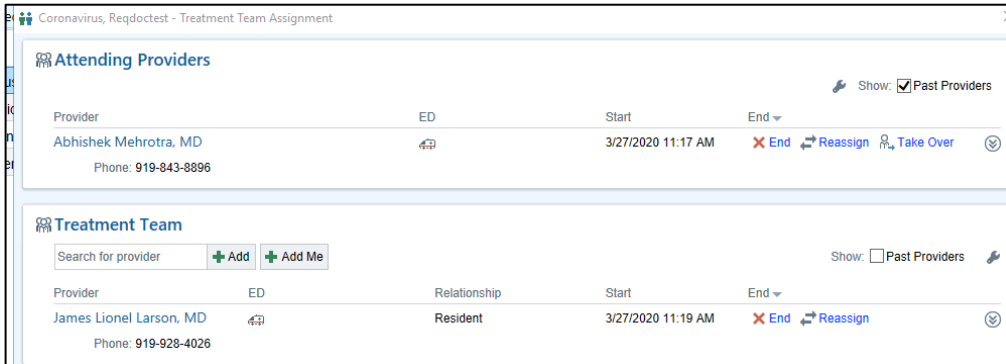 Coronavirus, Reqdoctest - Treatment Team Assignment
Attending Providers
Show: Past Providers
Provider ED Start End
Abhishek Mehrotra, MD 3/27/2020 11:17 AM End Reassign Take Over
Phone: 919-843-8896
Treatment Team
Search for provider Add Add Me Show: Past Providers
Provider ED Relationship Start End
James Lionel Larson, MD Resident 3/27/2020 11:19 AM End Reassign
Phone: 919-928-4026